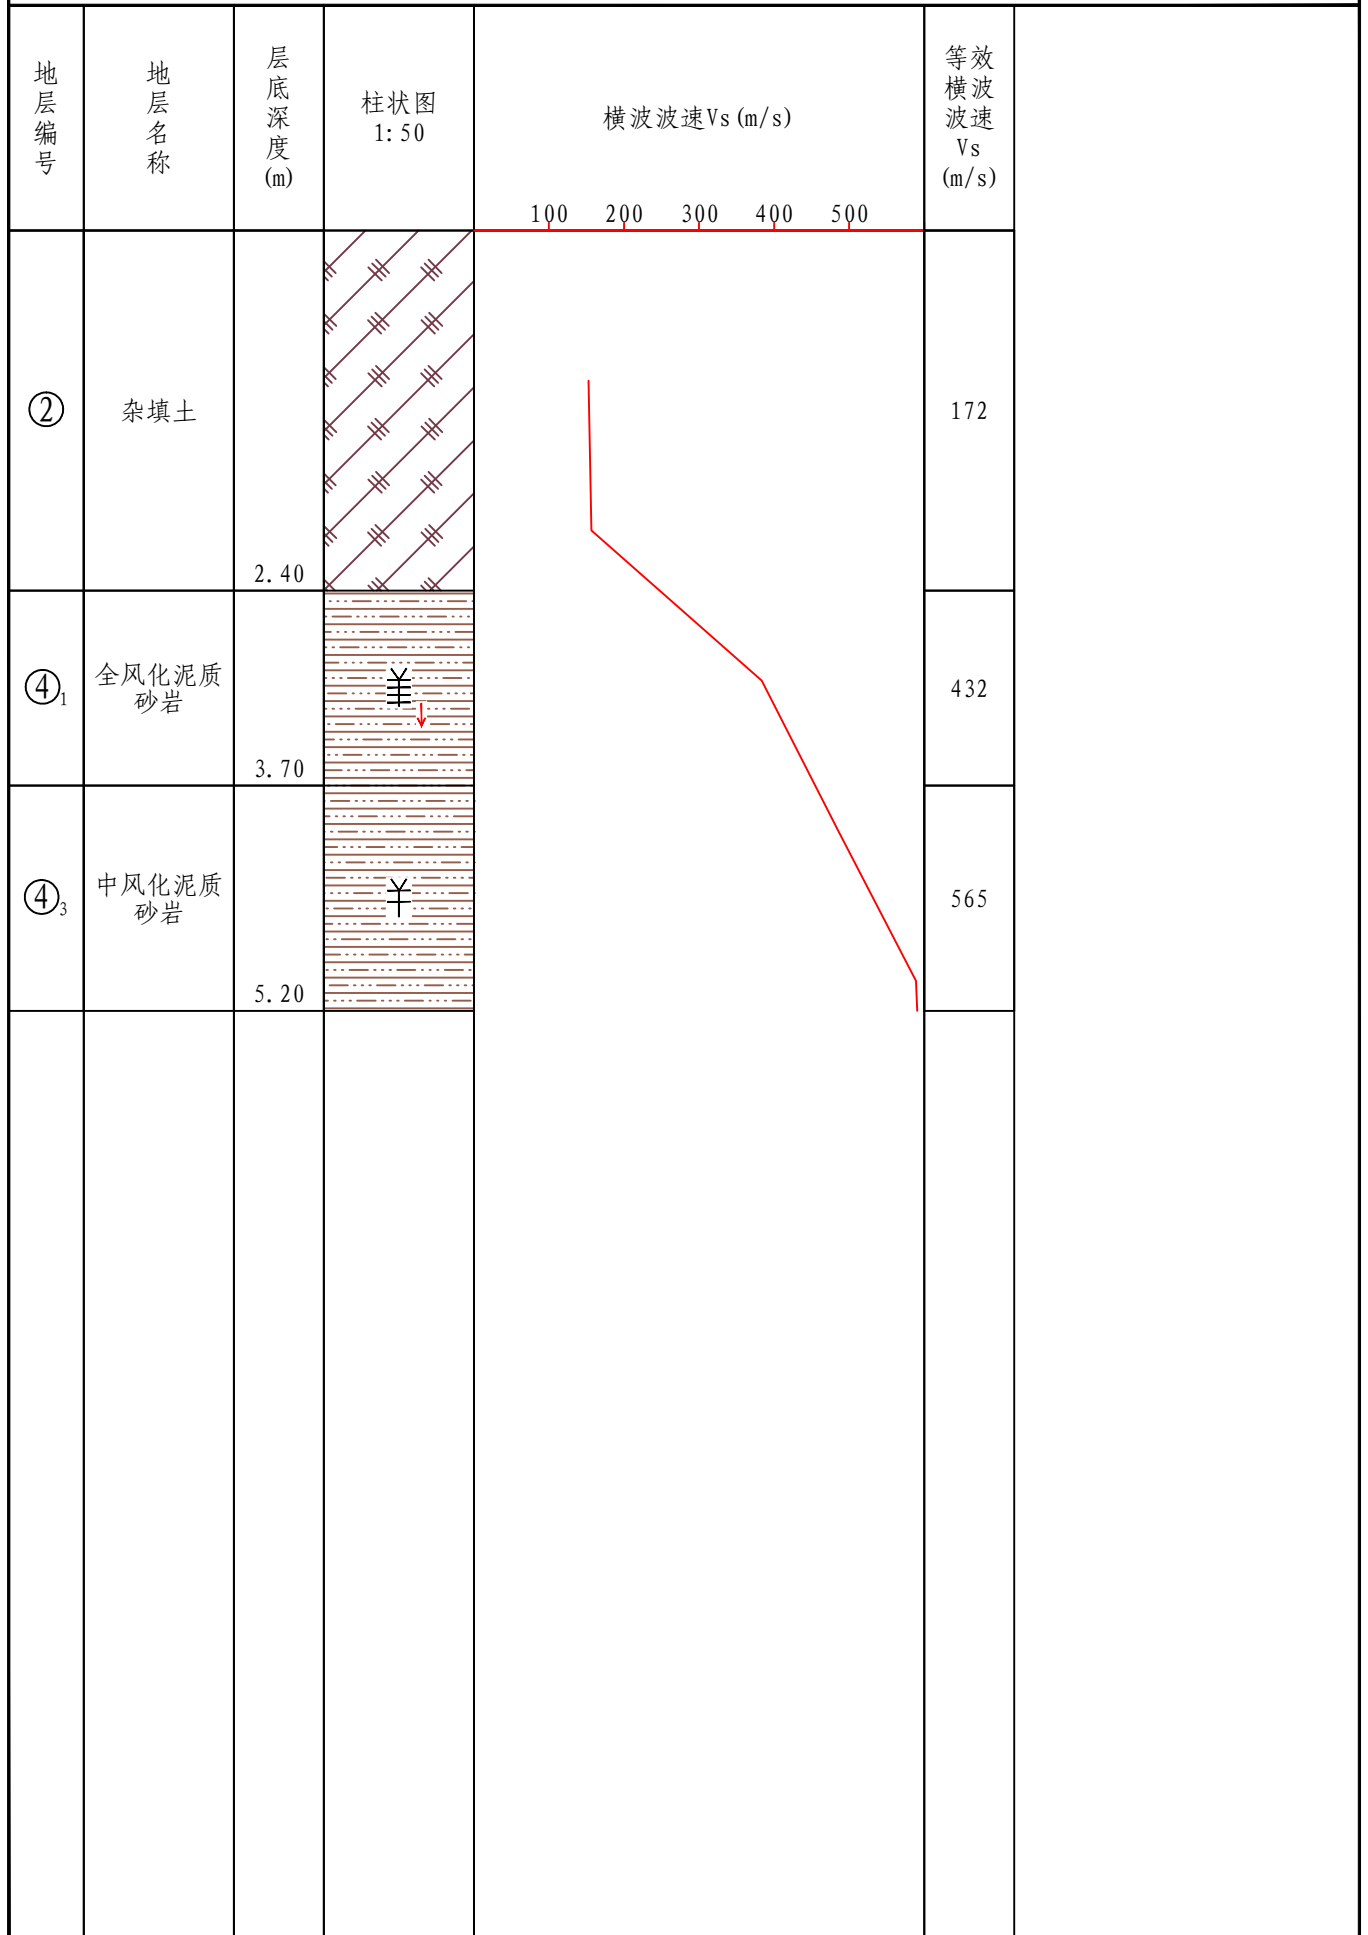 地层编号
地层名称
层底深度(m)
柱状图
1:50
横波波速Vs(m/s)
等效
横波
波速
Vs
(m/s)
100 200 300 400 500
② 杂填土 2.40 172
④₁ 全风化泥质
砂岩 3.70 432
④₃ 中风化泥质
砂岩 5.20 565